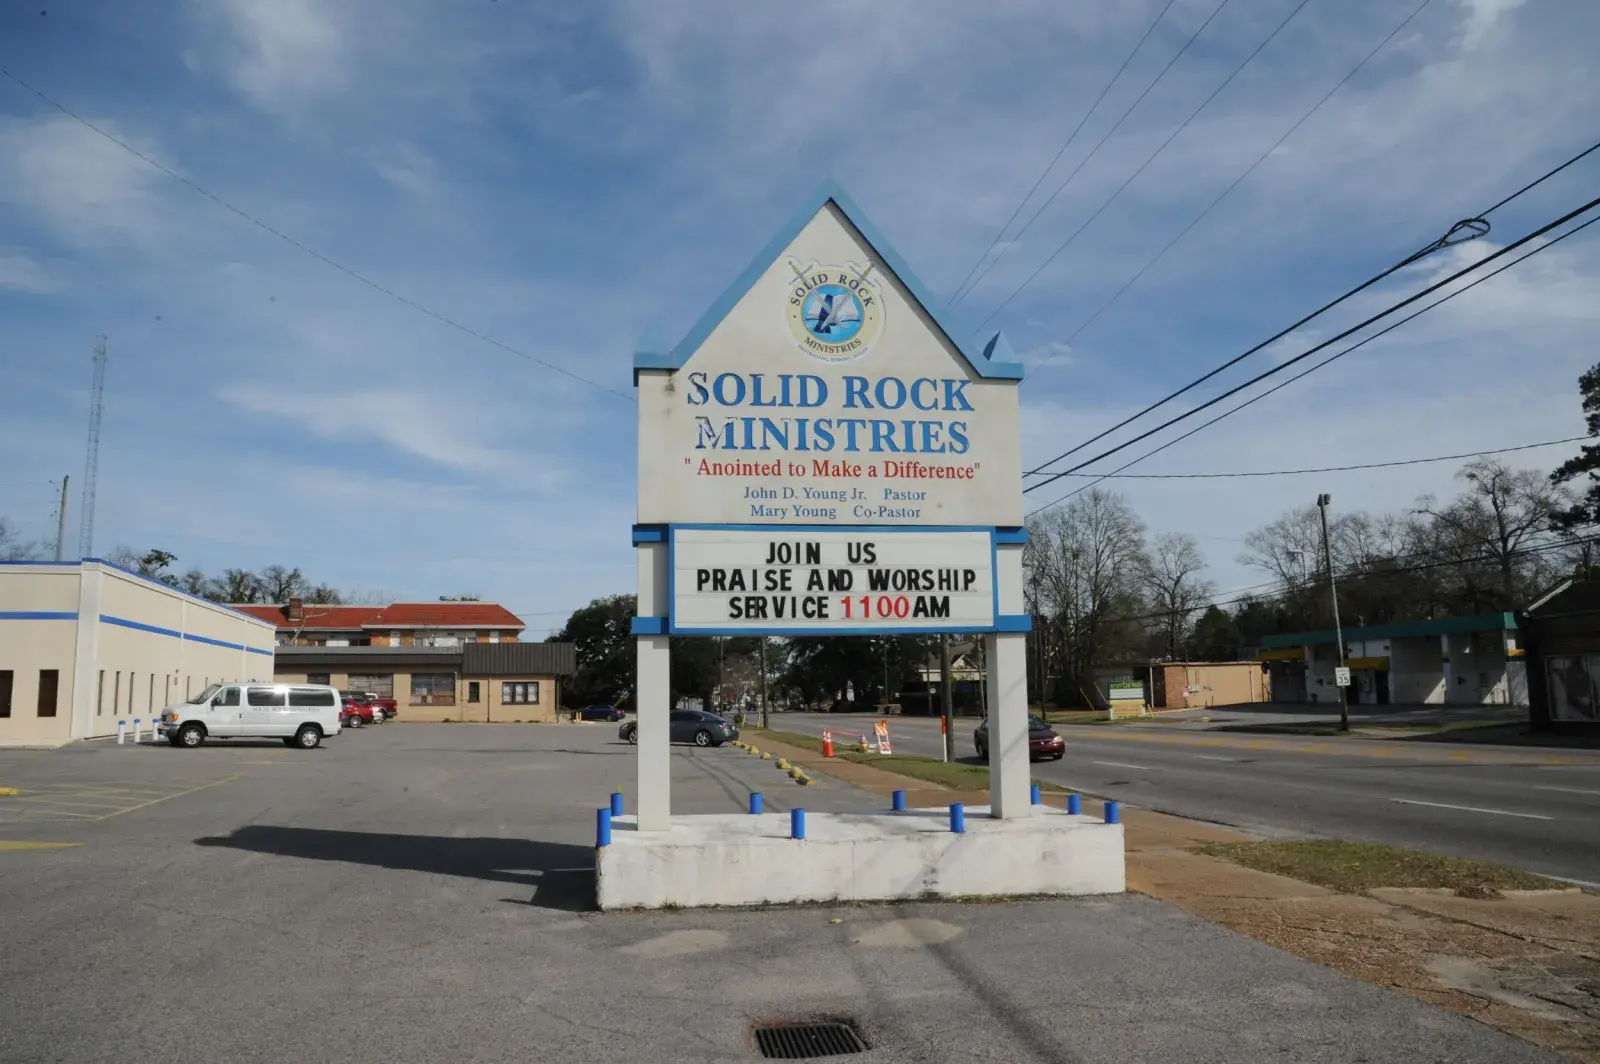 SOLID ROCK
MINISTRIES
SOLID ROCK
MINISTRIES
"Anointed to Make a Difference"
John D. Young Jr. Pastor
Mary Young Co-Pastor
JOIN US
PRAISE AND WORSHIP
SERVICE 1100AM
35